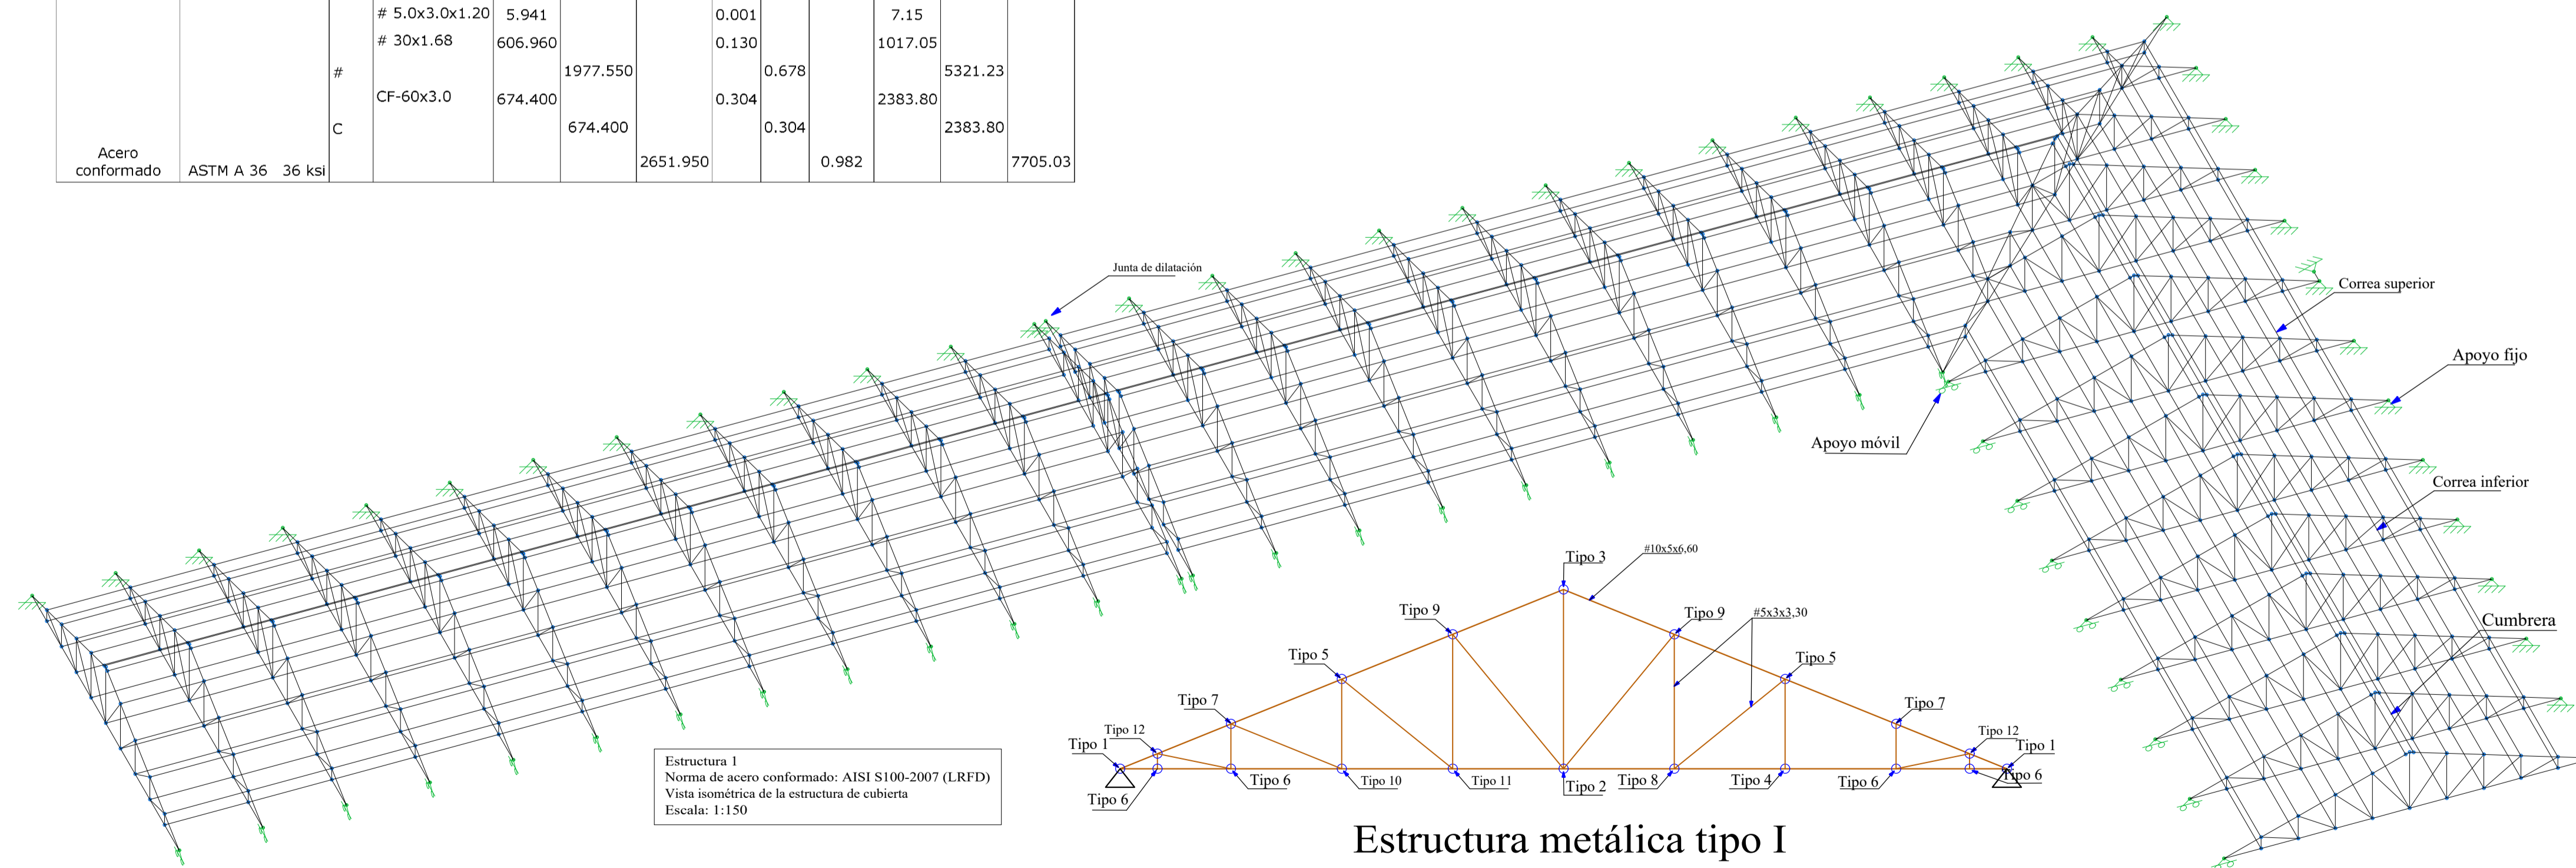 # 5.0x3.0x1.20 5.941 0.001 7.15
# 30x1.68 606.960 0.130 1017.05
# 1977.550 0.678 5321.23
CF-60x3.0 674.400 0.304 2383.80
C 674.400 0.304 2383.80
Acero
conformado ASTM A 36 36 ksi 2651.950 0.982 7705.03
Junta de dilatación
Correa superior
Apoyo fijo
Apoyo móvil
Correa inferior
Cumbrera
Tipo 3
#10x5x6,60
Tipo 9
Tipo 9
#5x3x3,30
Tipo 5
Tipo 5
Tipo 7
Tipo 7
Tipo 12
Tipo 12
Tipo 1
Tipo 1
Tipo 6
Tipo 6
Tipo 10
Tipo 11
Tipo 2
Tipo 8
Tipo 4
Tipo 6
Tipo 6
Estructura 1
Norma de acero conformado: AISI S100-2007 (LRFD)
Vista isométrica de la estructura de cubierta
Escala: 1:150
Estructura metálica tipo I